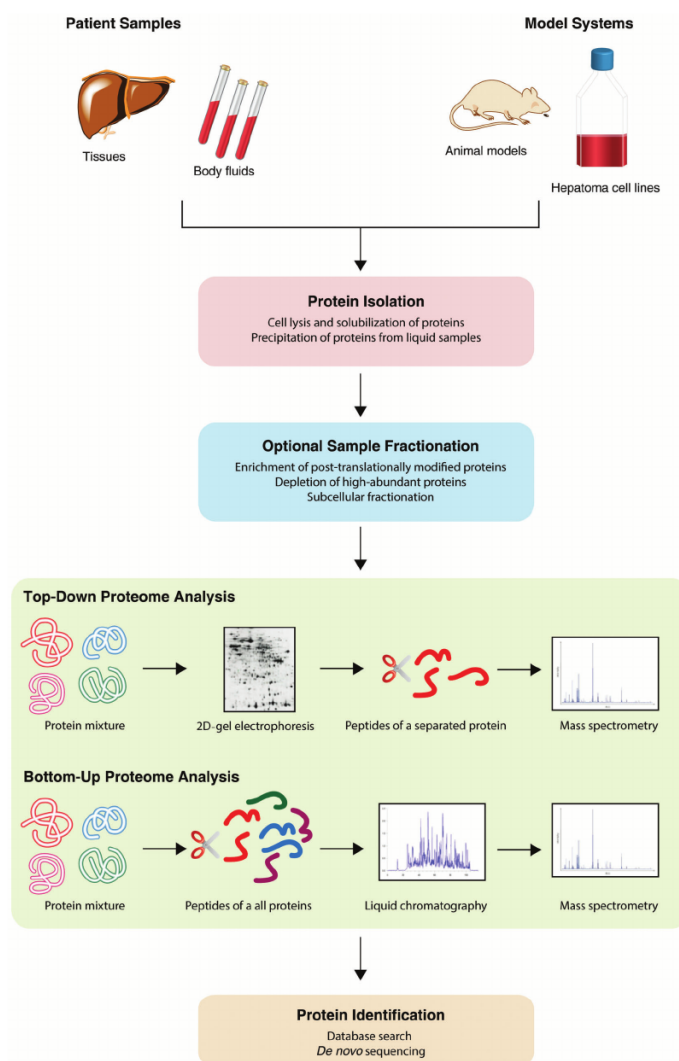 Patient Samples
Model Systems
Tissues
Body fluids
Animal models
Hepatoma cell lines
Protein Isolation
Cell lysis and solubilization of proteins
Precipitation of proteins from liquid samples
Optional Sample Fractionation
Enrichment of post-translationally modified proteins
Depletion of high-abundant proteins
Subcellular fractionation
Top-Down Proteome Analysis
Protein mixture
2D-gel electrophoresis
Peptides of a separated protein
Mass spectrometry
Bottom-Up Proteome Analysis
Protein mixture
Peptides of a all proteins
Liquid chromatography
Mass spectrometry
Protein Identification
Database search
De novo sequencing